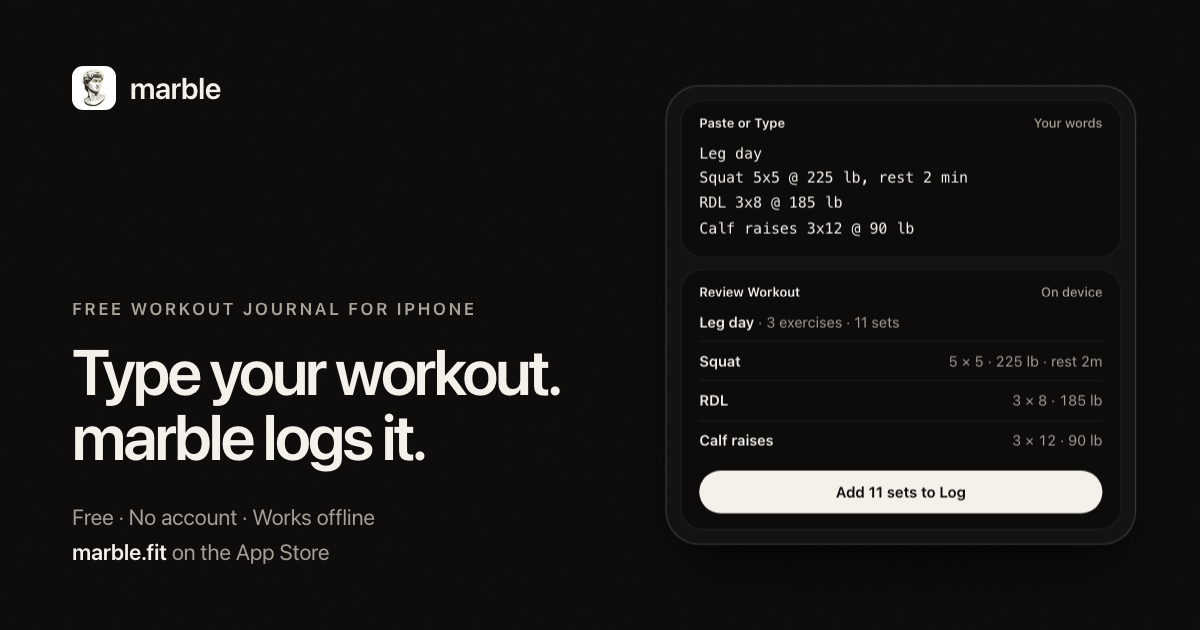 marble
FREE WORKOUT JOURNAL FOR IPHONE
Type your workout.
marble logs it.
Free · No account · Works offline
marble.fit on the App Store
Paste or Type Your words
Leg day
Squat 5x5 @ 225 lb, rest 2 min
RDL 3x8 @ 185 lb
Calf raises 3x12 @ 90 lb
Review Workout On device
Leg day · 3 exercises · 11 sets
Squat 5 × 5 · 225 lb · rest 2m
RDL 3 × 8 · 185 lb
Calf raises 3 × 12 · 90 lb
Add 11 sets to Log